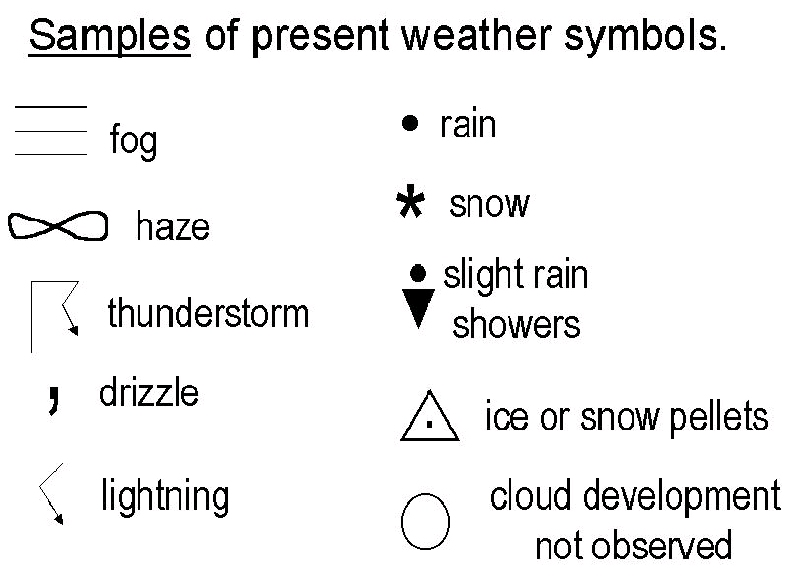 Samples of present weather symbols.
fog
haze
thunderstorm
drizzle
lightning
rain
snow
slight rain
showers
ice or snow pellets
cloud development
not observed